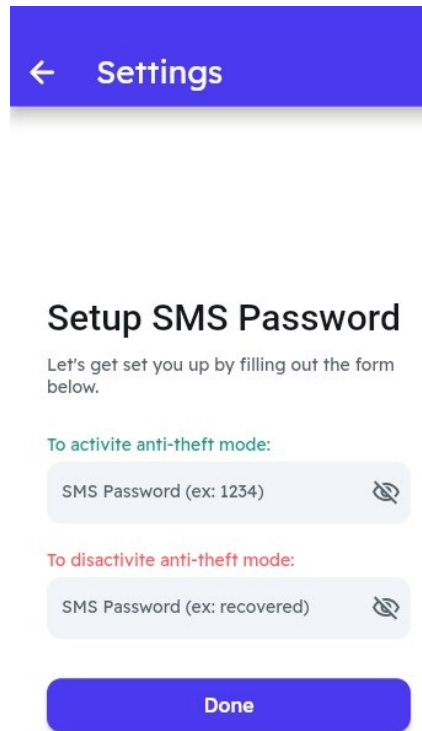 Settings
Setup SMS Password
Let's get set you up by filling out the form
below.
To activite anti-theft mode:
SMS Password (ex: 1234)
To disactivite anti-theft mode:
SMS Password (ex: recovered)
Done